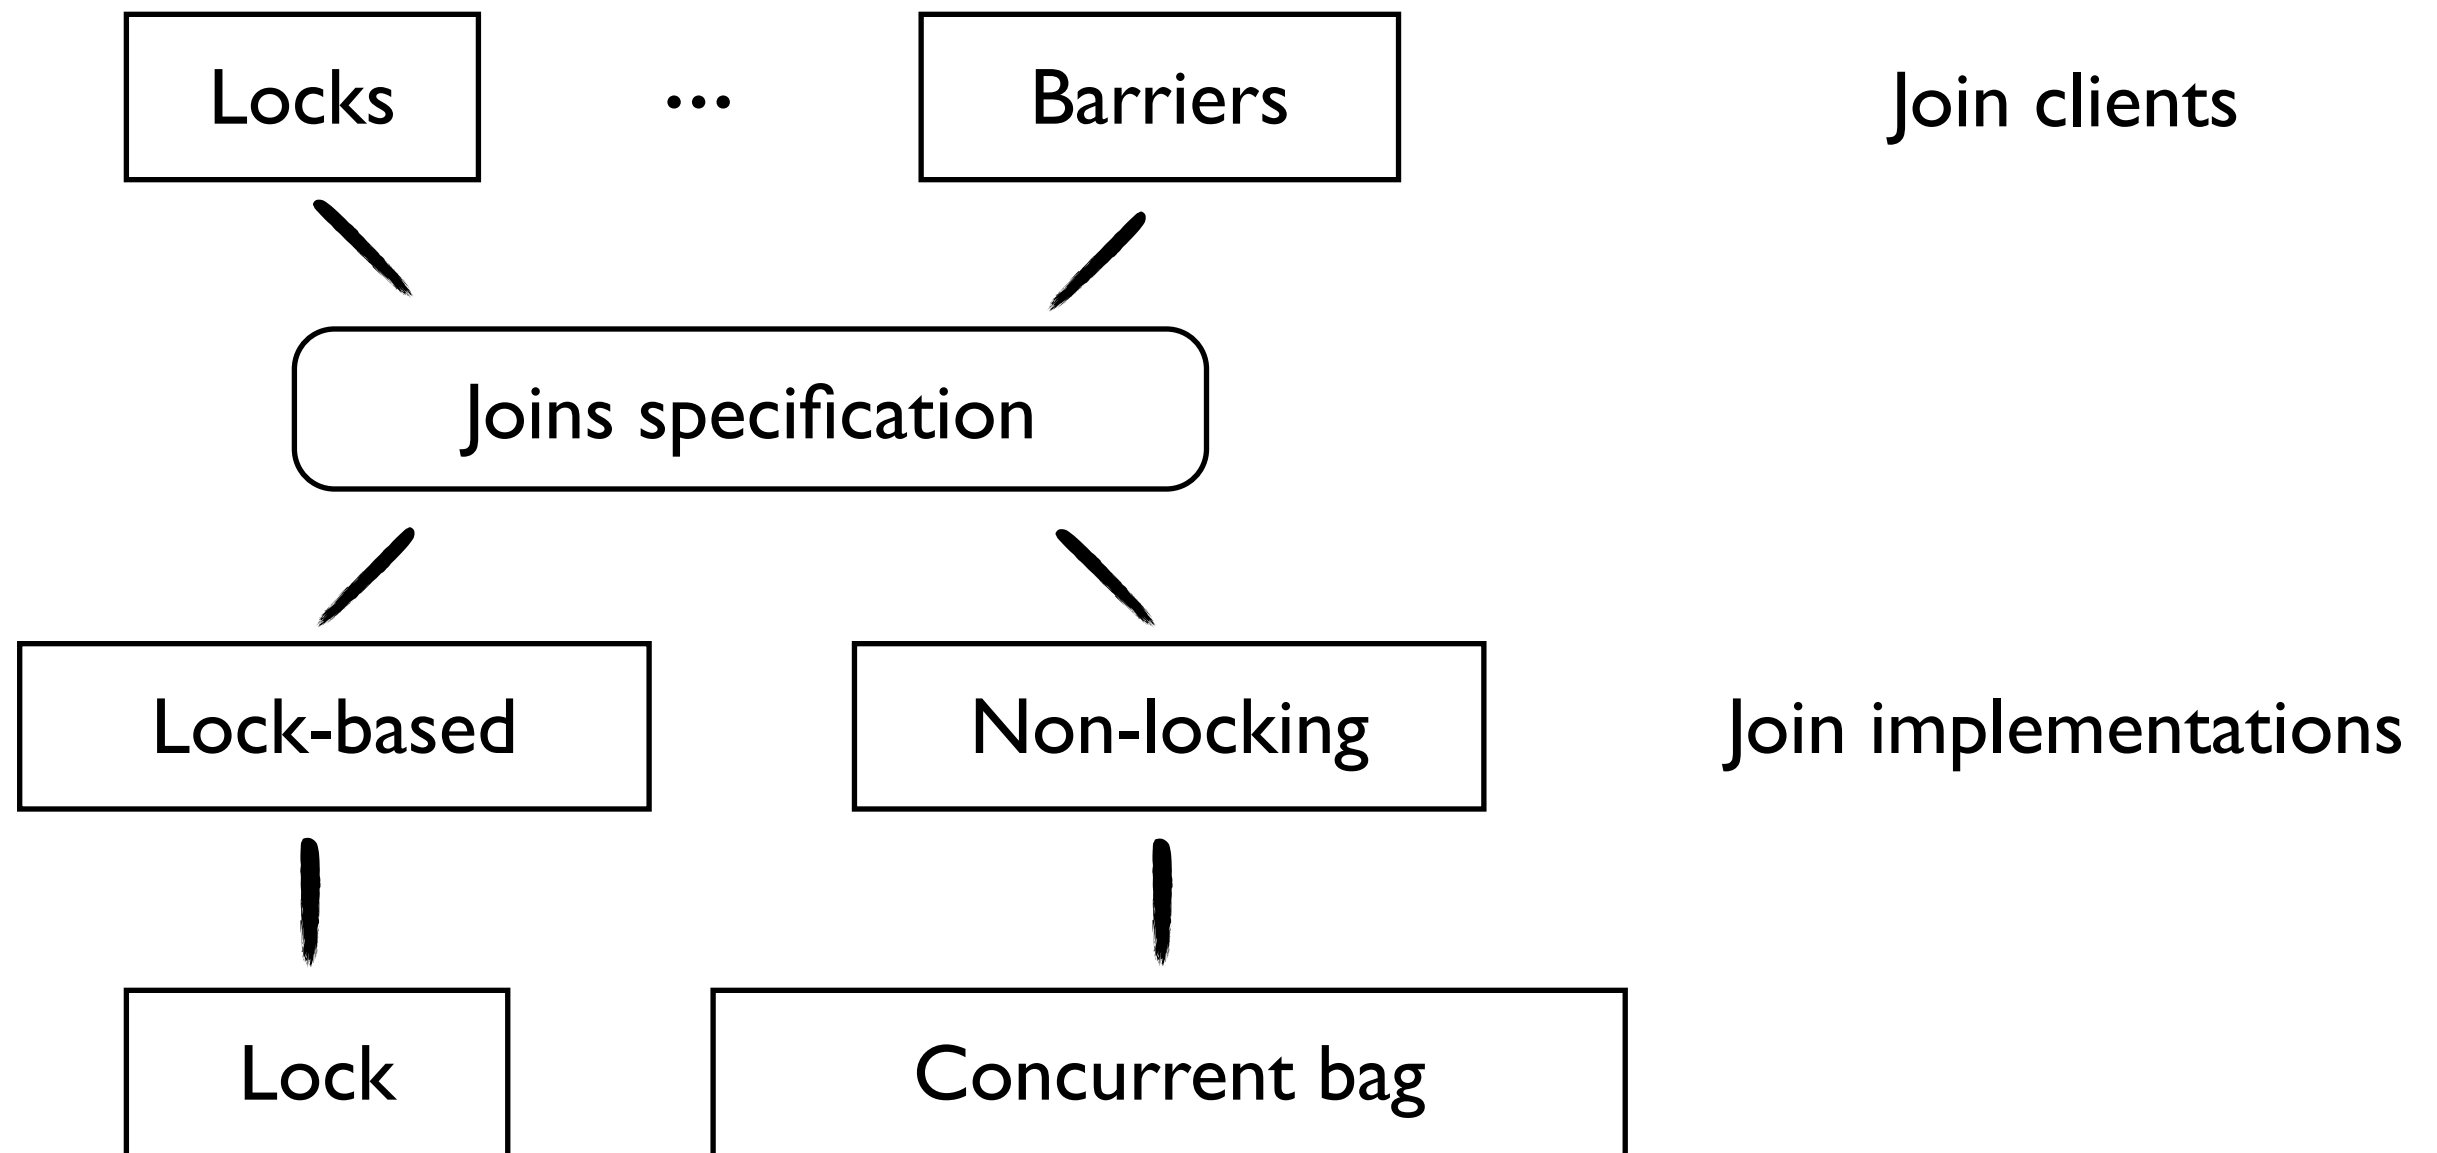 Locks ... Barriers Join clients
Joins specification
Lock-based Non-locking Join implementations
Lock Concurrent bag